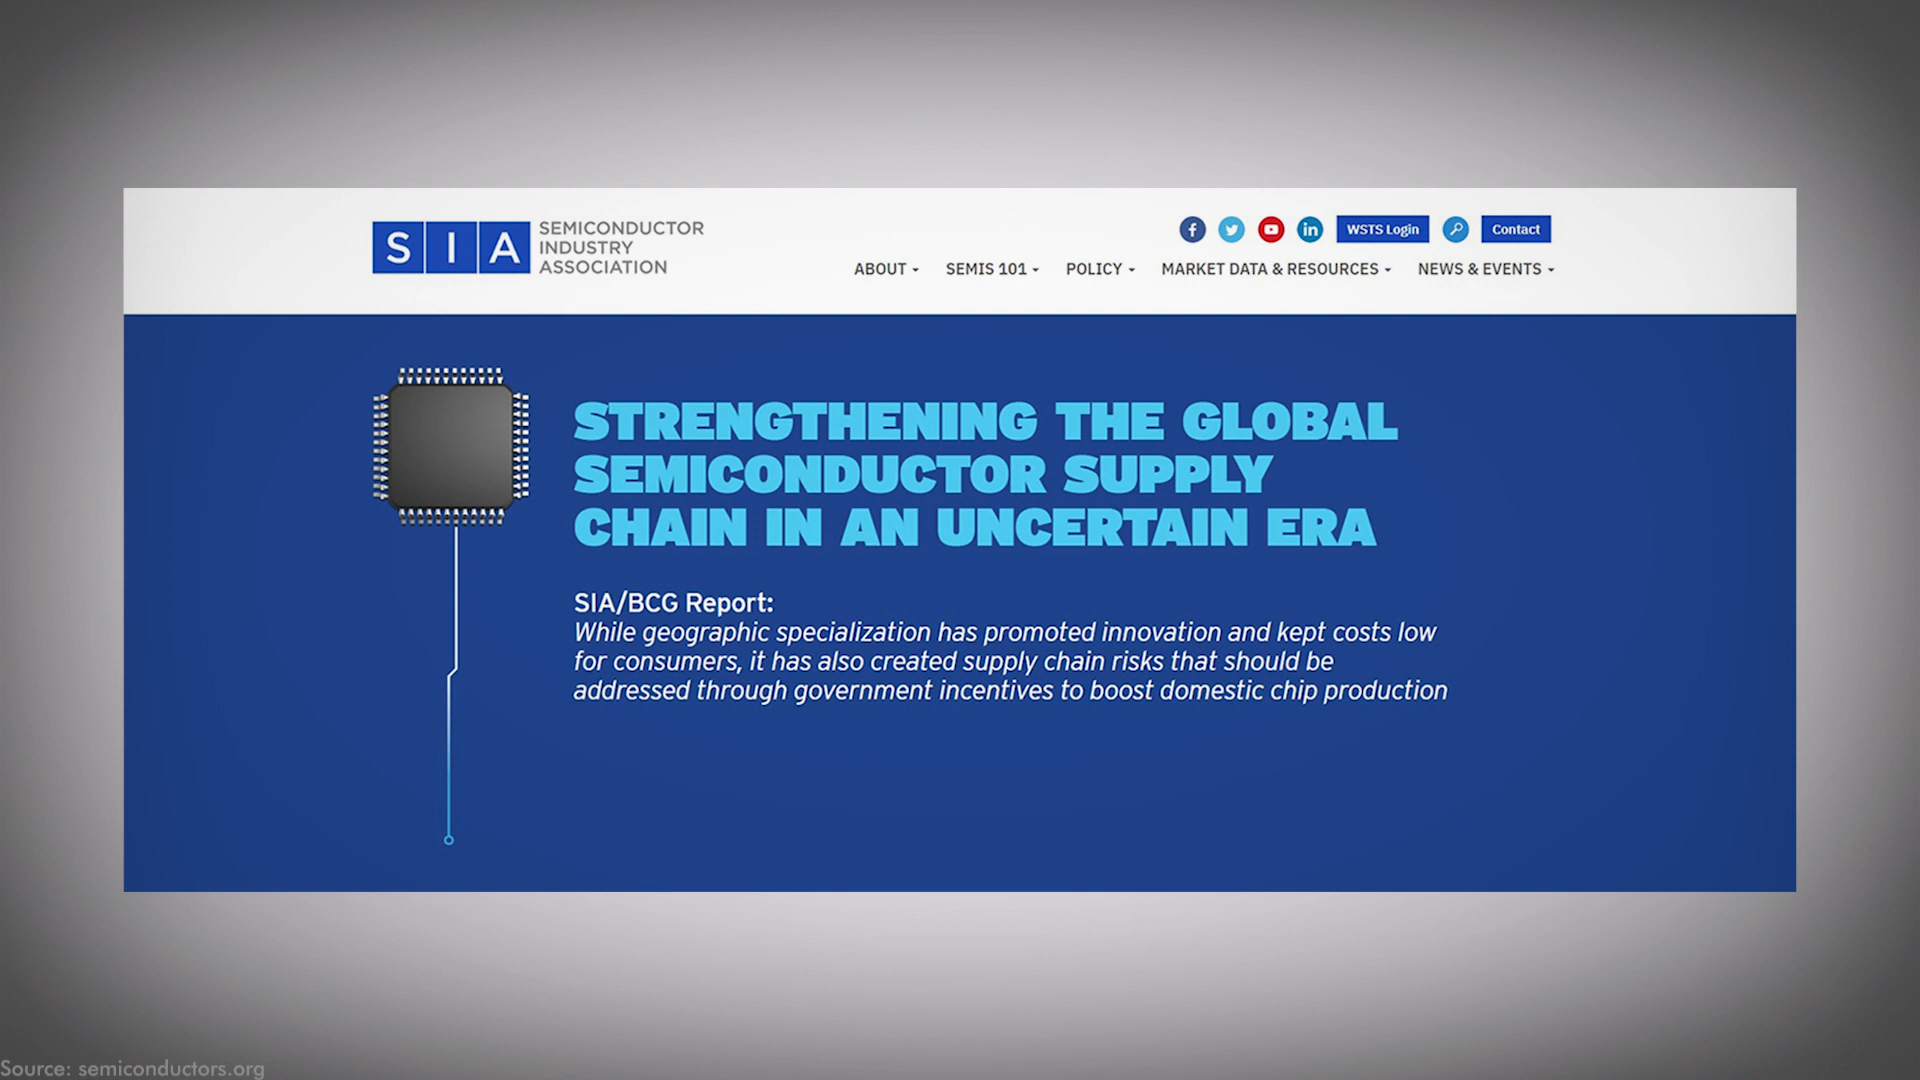 S I A
SEMICONDUCTOR
INDUSTRY
ASSOCIATION
f in WSTS Login Contact
ABOUT SEMIS 101 POLICY MARKET DATA & RESOURCES NEWS & EVENTS
STRENGTHENING THE GLOBAL
SEMICONDUCTOR SUPPLY
CHAIN IN AN UNCERTAIN ERA
SIA/BCG Report:
While geographic specialization has promoted innovation and kept costs low
for consumers, it has also created supply chain risks that should be
addressed through government incentives to boost domestic chip production
Source: semiconductors.org